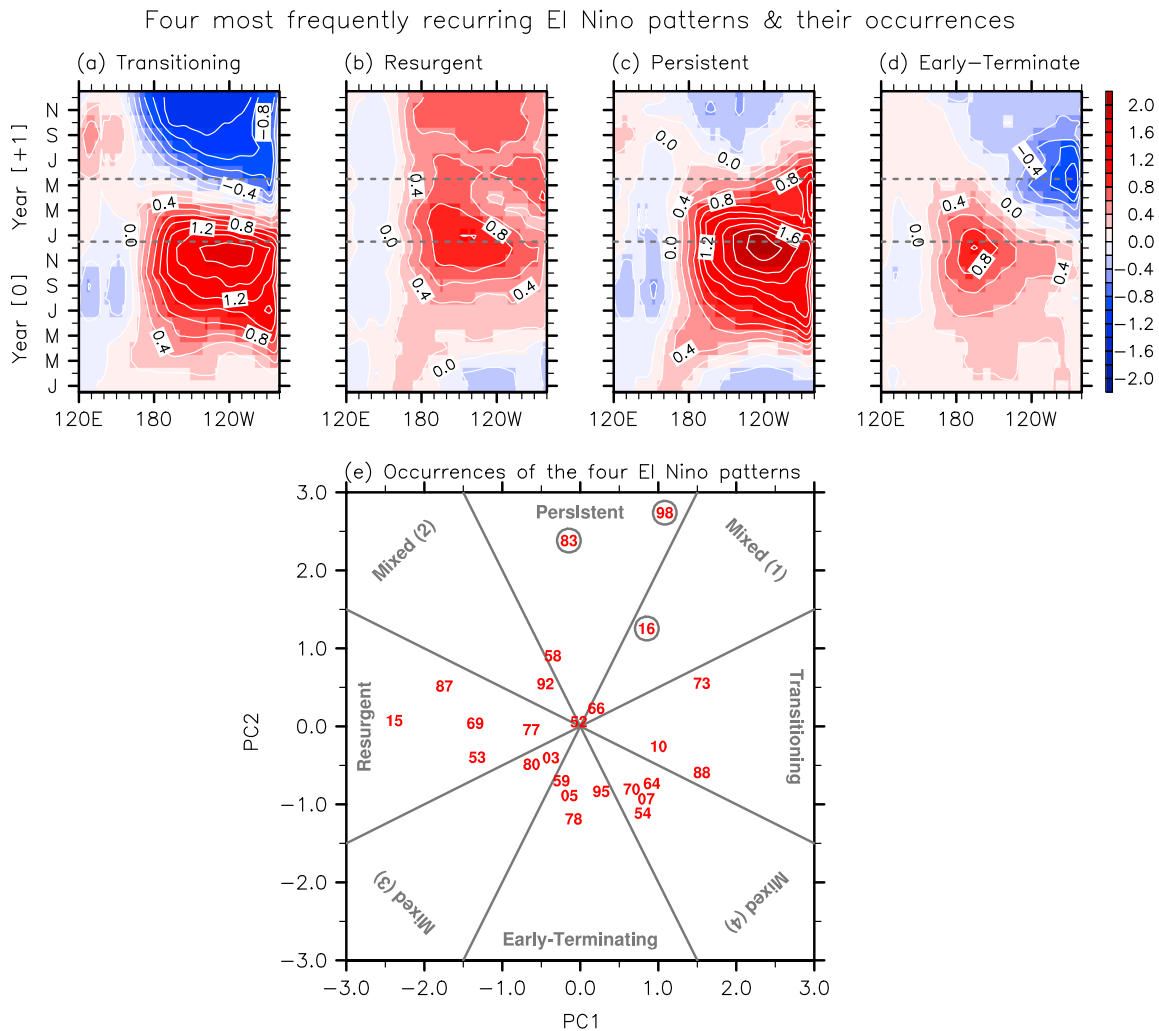 Four most frequently recurring El Nino patterns & their occurrences
(a) Transitioning
(b) Resurgent
(c) Persistent
(d) Early-Terminate
Year [+1]
Year [0]
N
S
J
M
M
J
N
S
J
M
M
J
-0.8
-0.4
0.4
1.2
0.8
0.0
1.2
0.8
0.4
120E 180 120W
0.4
0.0
0.8
0.4
0.4
0.0
120E 180 120W
0.0
0.0
0.8
0.8
0.4
1.6
1.2
0.0
0.4
120E 180 120W
-0.4
0.4
0.0
0.0
0.8
0.4
120E 180 120W
2.0
1.6
1.2
0.8
0.4
0.0
-0.4
-0.8
-1.2
-1.6
-2.0
(e) Occurrences of the four El Nino patterns
3.0
2.0
1.0
0.0
-1.0
-2.0
-3.0
PC2
Persistent
Mixed (2)
Mixed (1)
Resurgent
Transitioning
Mixed (3)
Early-Terminating
Mixed (4)
98
83
16
58
92
87
73
66
15
69
77
52
10
53
80
03
88
59
05
95
70
64
07
54
78
-3.0 -2.0 -1.0 0.0 1.0 2.0 3.0
PC1